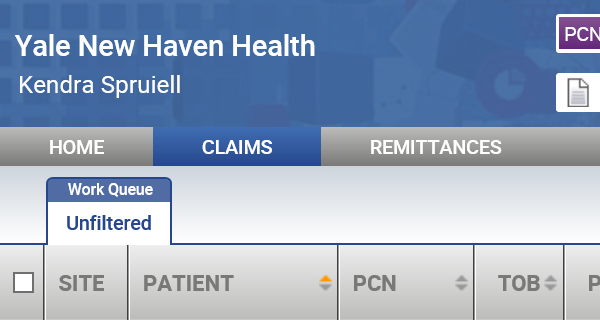 Yale New Haven Health
PCN
Kendra Spruiell
HOME CLAIMS REMITTANCES
Work Queue
Unfiltered
SITE PATIENT PCN TOB P